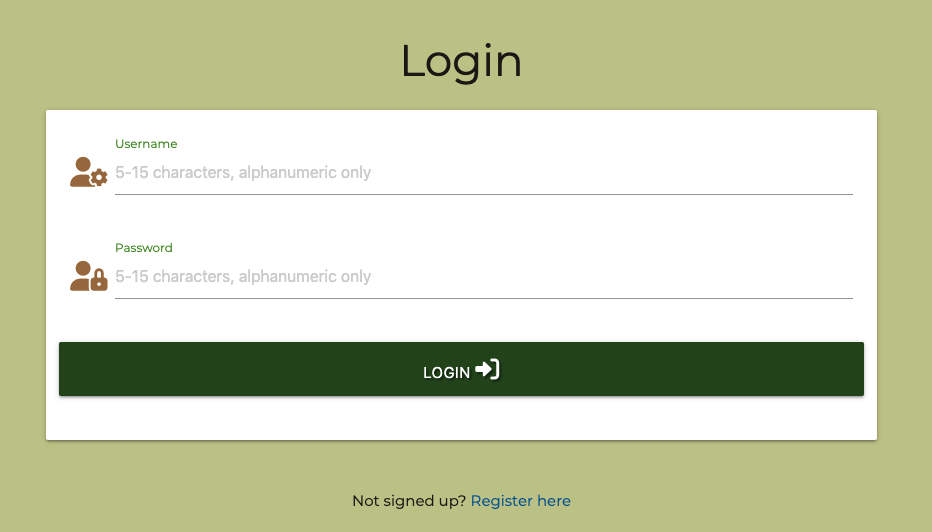 Login
Username
5-15 characters, alphanumeric only
Password
5-15 characters, alphanumeric only
LOGIN
Not signed up? Register here